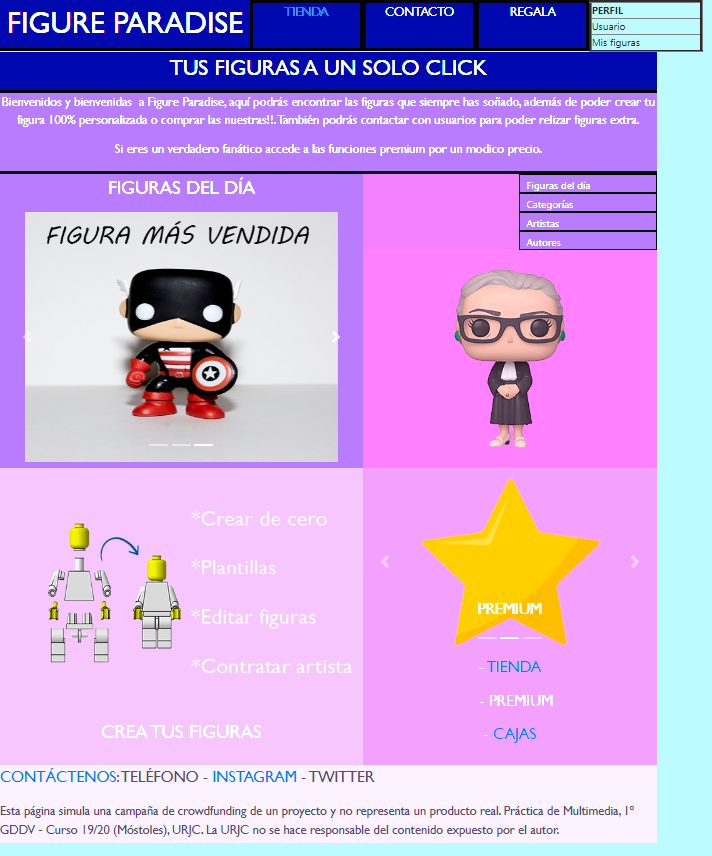 FIGURE PARADISE
TIENDA
CONTACTO
REGALA
PERFIL
Usuario
Mis figuras
TUS FIGURAS A UN SOLO CLICK
Bienvenidos y bienvenidas a Figure Paradise, aquí podrás encontrar las figuras que siempre has soñado, además de poder crear tu
figura 100% personalizada o comprar las nuestras!!. También podrás contactar con usuarios para poder relizar figuras extra.
Si eres un verdadero fanático accede a las funciones premium por un modico precio.
FIGURAS DEL DÍA
FIGURA MÁS VENDIDA
Figuras del día
Categorías
Artistas
Autores
*Crear de cero
*Plantillas
*Editar figuras
*Contratar artista
CREA TUS FIGURAS
PREMIUM
- TIENDA
- PREMIUM
- CAJAS
CONTÁCTENOS: TELÉFONO - INSTAGRAM - TWITTER
Esta página simula una campaña de crowdfunding de un proyecto y no representa un producto real. Práctica de Multimedia, 1º
GDDV - Curso 19/20 (Móstoles), URJC. La URJC no se hace responsable del contenido expuesto por el autor.